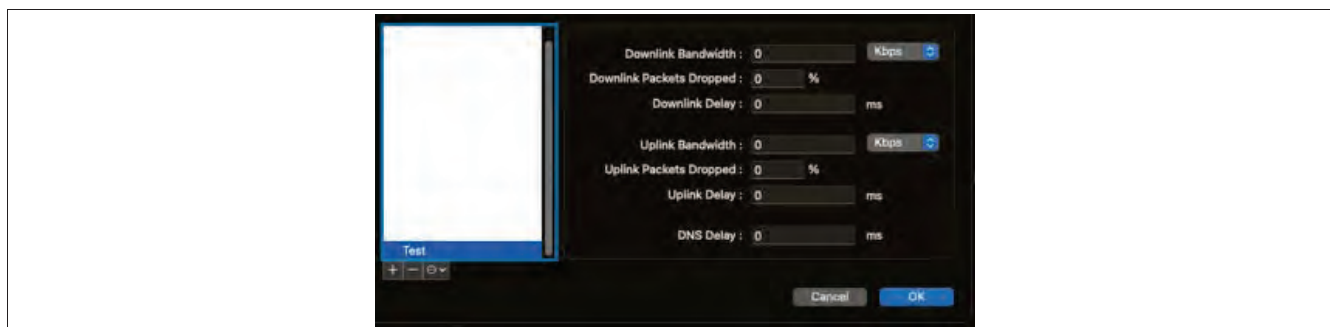 Downlink Bandwidth : 0 Kbps
Downlink Packets Dropped : 0 %
Downlink Delay : 0 ms
Uplink Bandwidth : 0 Kbps
Uplink Packets Dropped : 0 %
Uplink Delay : 0 ms
DNS Delay : 0 ms
Test
Cancel OK